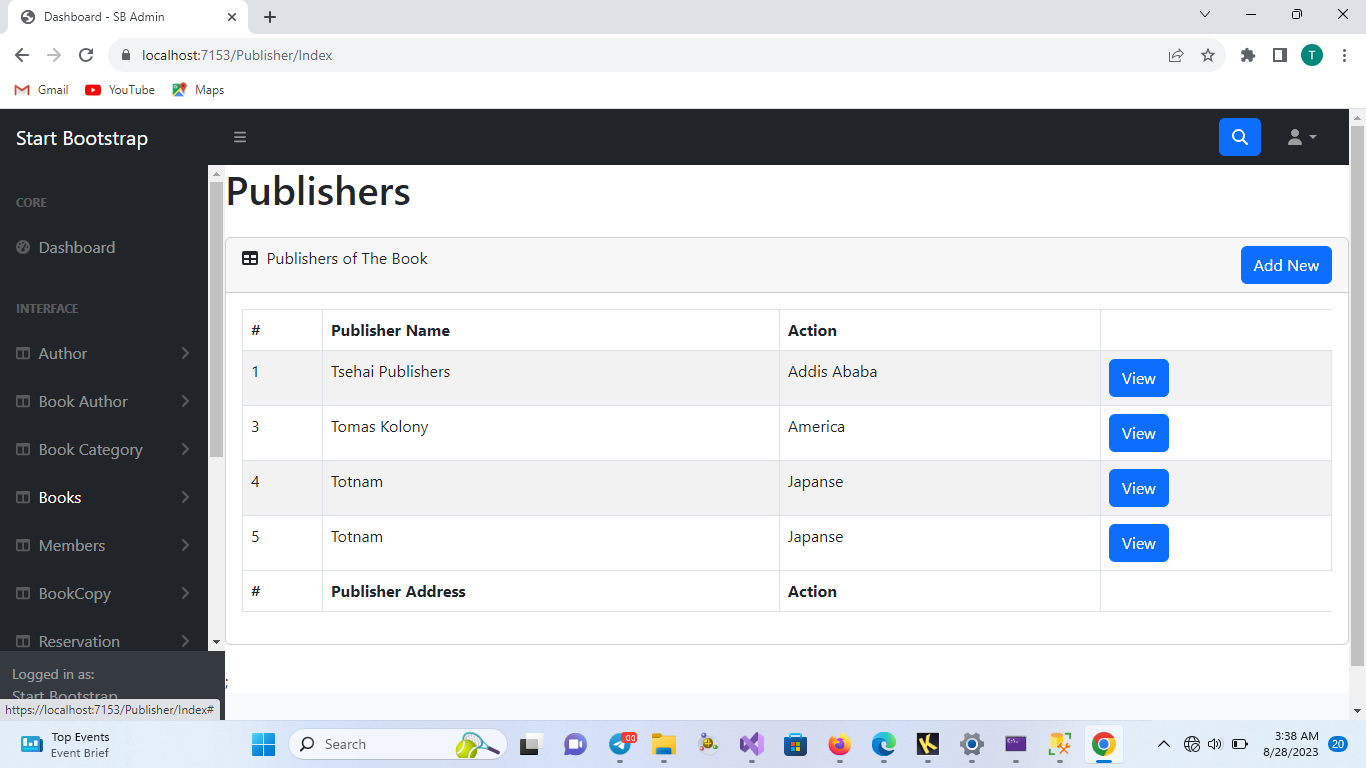 Dashboard - SB Admin
localhost:7153/Publisher/Index
T
Gmail YouTube Maps
Start Bootstrap
CORE
Dashboard
INTERFACE
Author
Book Author
Book Category
Books
Members
BookCopy
Reservation
Logged in as:
Start Bootstrap
https://localhost:7153/Publisher/Index#
Publishers
Publishers of The Book Add New
# Publisher Name Action
1 Tsehai Publishers Addis Ababa View
3 Tomas Kolony America View
4 Totnam Japanse View
5 Totnam Japanse View
# Publisher Address Action
;
Top Events
Event Brief
Search
.00
3:38 AM
8/28/2023
20